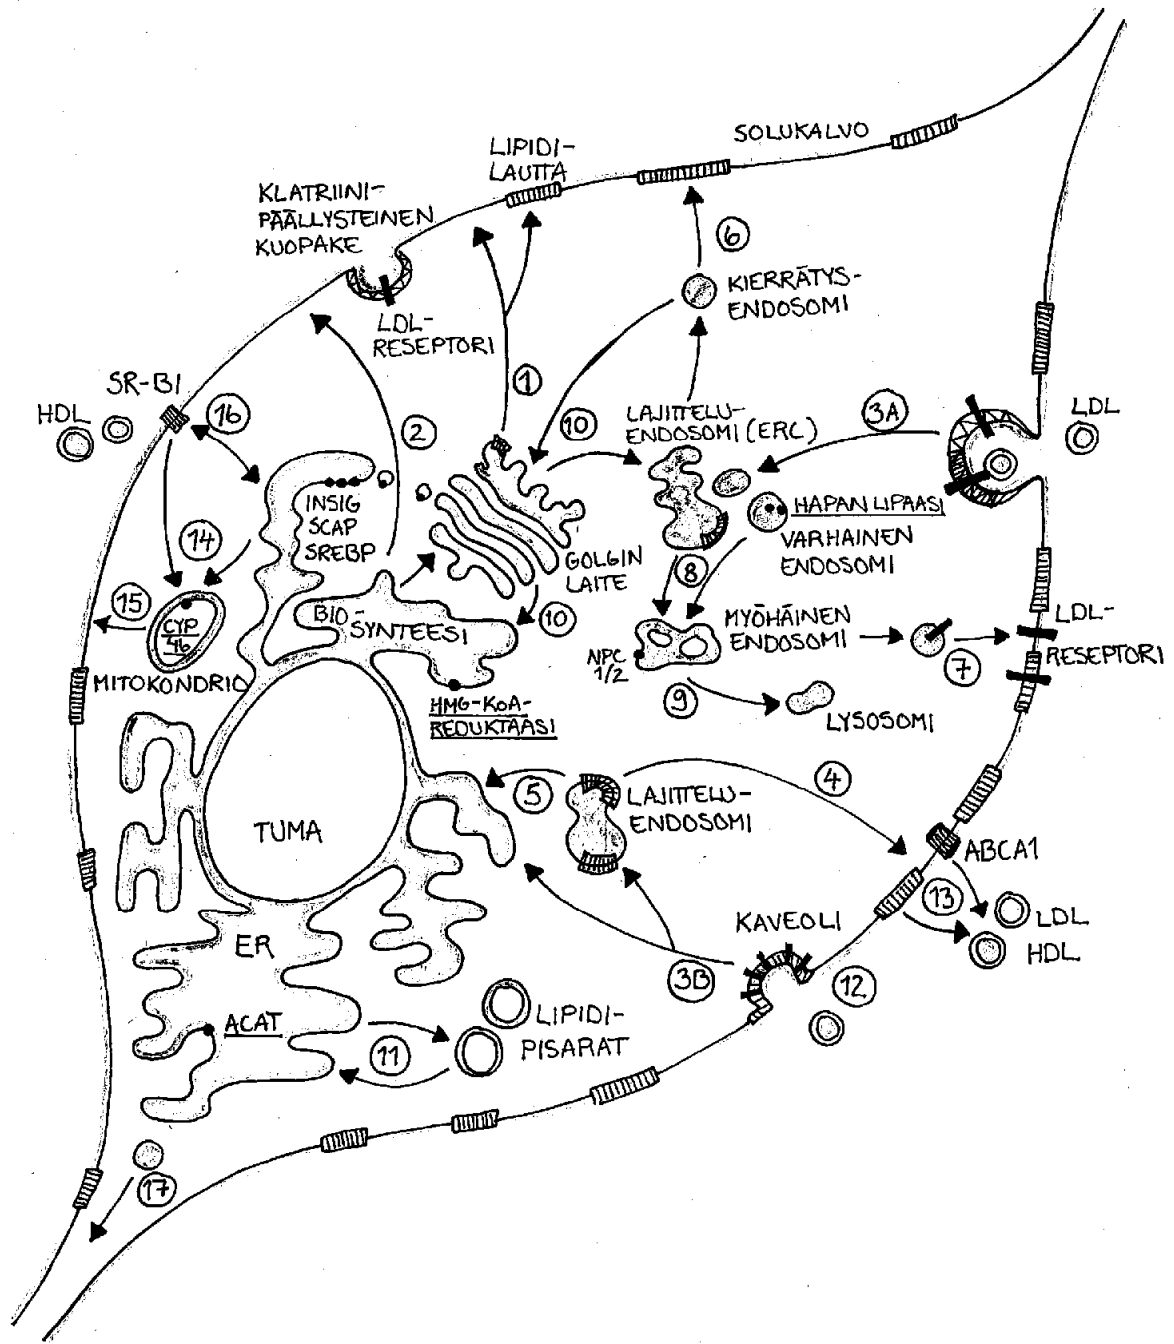 SOLUKALVO
LIPIDI-
LAUTTA
KLATRIINI-
PÄÄLLYSTEINEN
KUOPAKE
6
KIERRÄTYS-
ENDOSOMI
LDL-
RESEPTORI
SR-BI
HDL
16
1
2
10
LAJITTELU-
ENDOSOMI (ERC)
3A
LDL
INSIG
SCAP
SREBP
HAPAN LIPAASI
VARHAINEN
ENDOSOMI
GOLGIN
LAITE
14
8
15
CYP
46
MITOKONDRIO
BIO-
SYNTEESI
10
NPC
1/2
MYÖHÄINEN
ENDOSOMI
7
LDL-
RESEPTORI
HMG-KOA-
REDUKTAASI
9
LYSOSOMI
TUMA
5
LAJITTELU-
ENDOSOMI
4
ABCA1
13
LDL
HDL
KAVEOLI
ER
3B
12
ACAT
LIPIDI-
PISARAT
11
17